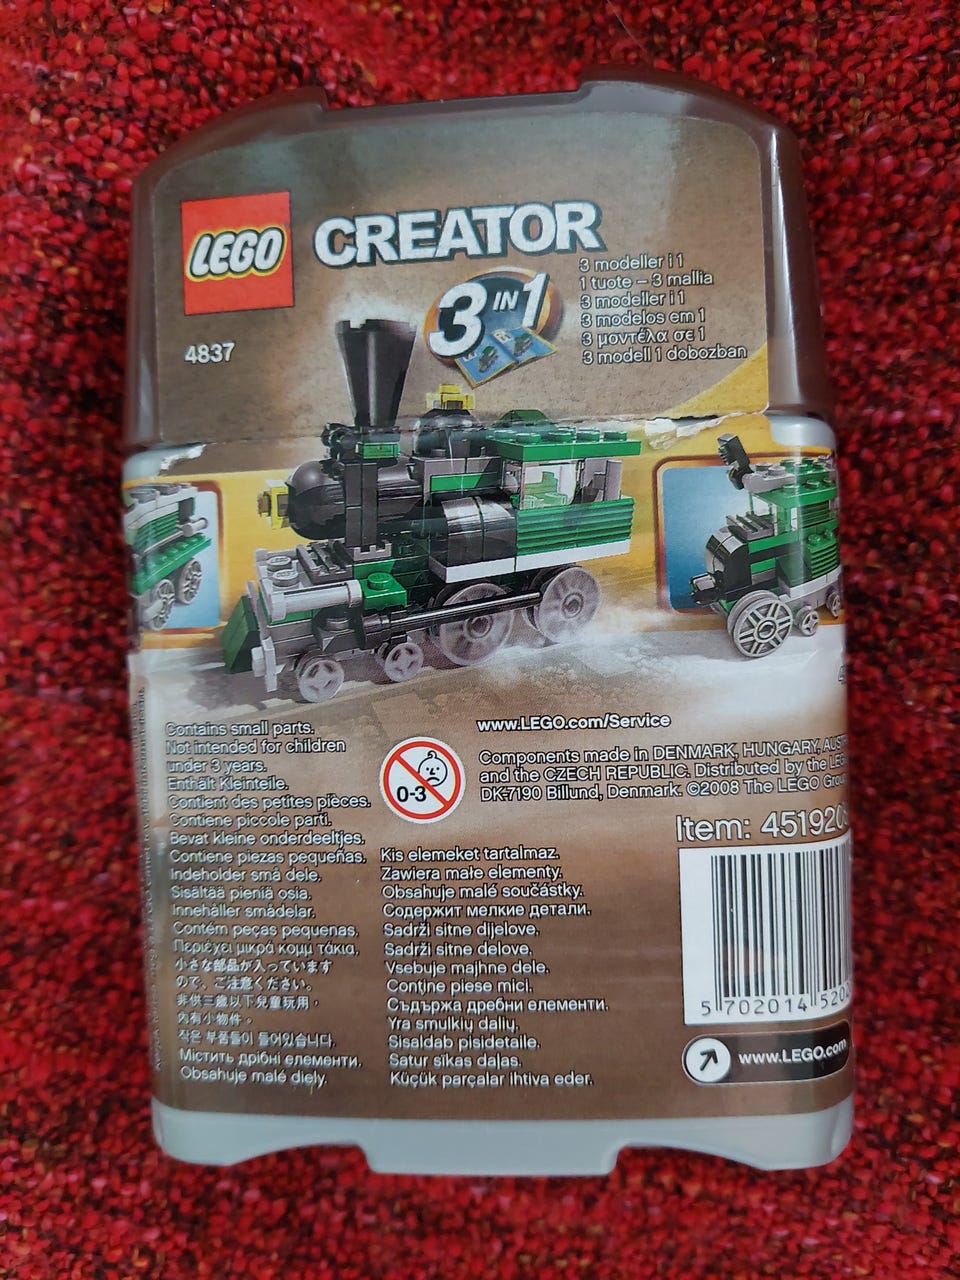 LEGO
CREATOR
3 IN 1
3 modeller i 1
1 tuote – 3 mallia
3 modeller i 1
3 modelos em 1
3 μοντέλα σε 1
3 modell 1 dobozban
4837
Contains small parts.
Not intended for children
under 3 years.
Enthält Kleinteile.
Contient des petites pièces.
Contiene piccole parti.
Bevat kleine onderdeeltjes.
Contiene piezas pequeñas.
Indeholder små dele.
Sisältää pieniä osia.
Innehåller smådelar.
Contém peças pequenas.
Περιέχει μικρά κομμάτάκια.
小さな部品が入っています
ので、ご注意ください。
非供三歲以下兒童玩用，
內有小物件。
작은 부품들이 들어있습니다.
Містить дрібні елементи.
Obsahuje malé diely.
0-3
www.LEGO.com/Service
Components made in DENMARK, HUNGARY,
and the CZECH REPUBLIC. Distributed by the
DK-7190 Billund, Denmark. ©2008 The LEGO
Item: 451920
Kis elemeket tartalmaz.
Zawiera małe elementy.
Obsahuje malé součástky.
Содержит мелкие детали.
Sadrži sitne dijelove.
Sadrži sitne delove.
Vsebuje majhne dele.
Conţine piese mici.
Съдържа дребни елементи.
Yra smulkių dalių.
Sisaldab pisidetaile.
Satur sīkas daļas.
Küçük parçalar ihtiva eder.
5 702014 520
www.LEGO.com